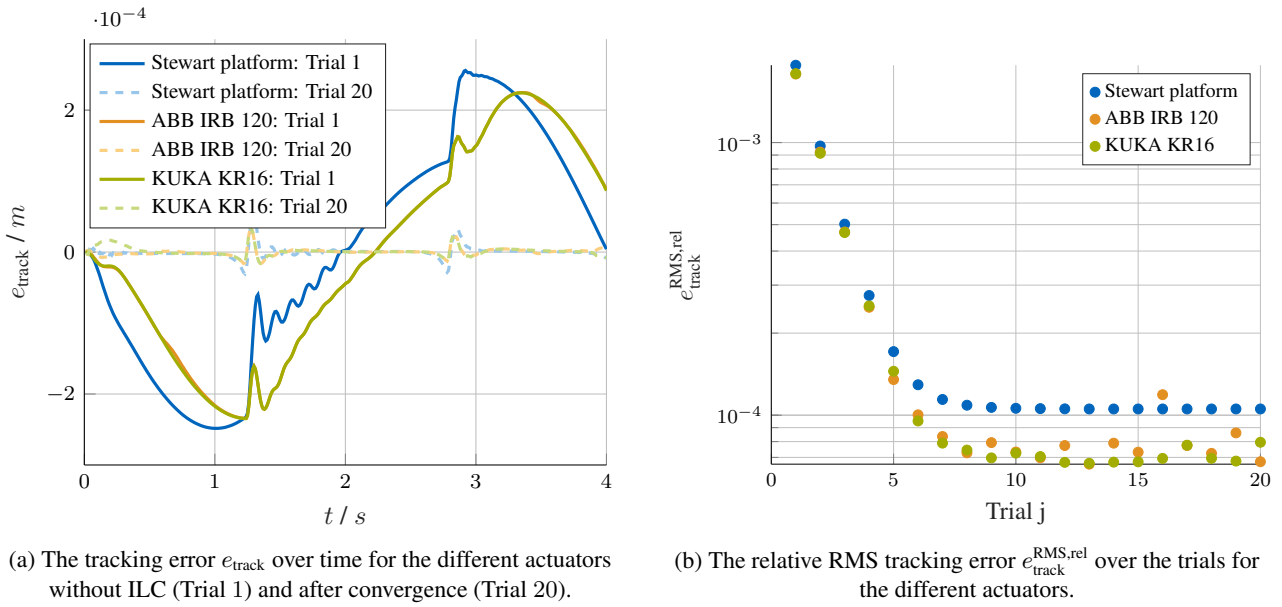 ·10⁻⁴
Stewart platform: Trial 1
Stewart platform: Trial 20
ABB IRB 120: Trial 1
ABB IRB 120: Trial 20
KUKA KR16: Trial 1
KUKA KR16: Trial 20
2
0
−2
e_track / m
0 1 2 3 4
t / s
(a) The tracking error e_track over time for the different actuators
without ILC (Trial 1) and after convergence (Trial 20).
Stewart platform
ABB IRB 120
KUKA KR16
10⁻³
10⁻⁴
e_track^RMS,rel
0 5 10 15 20
Trial j
(b) The relative RMS tracking error e_track^RMS,rel over the trials for
the different actuators.